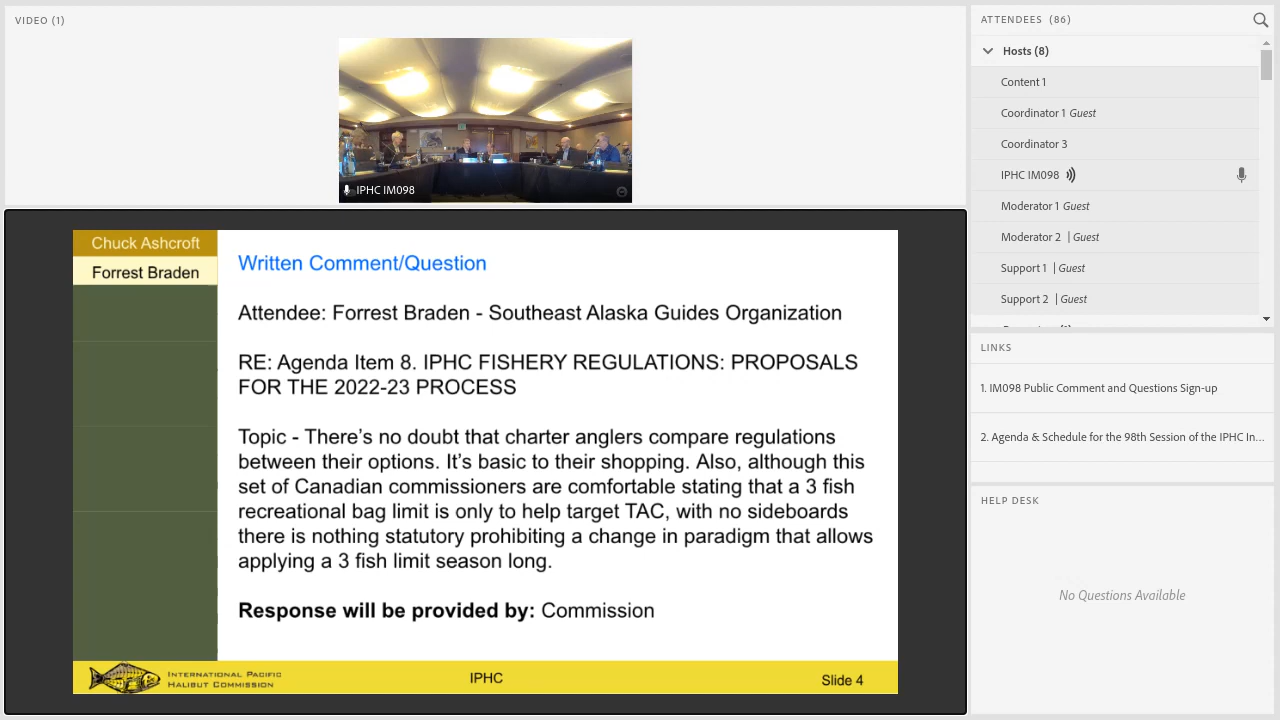 VIDEO (1)
IPHC IM098
Chuck Ashcroft
Forrest Braden
Written Comment/Question
Attendee: Forrest Braden - Southeast Alaska Guides Organization
RE: Agenda Item 8. IPHC FISHERY REGULATIONS: PROPOSALS
FOR THE 2022-23 PROCESS
Topic - There’s no doubt that charter anglers compare regulations
between their options. It’s basic to their shopping. Also, although this
set of Canadian commissioners are comfortable stating that a 3 fish
recreational bag limit is only to help target TAC, with no sideboards
there is nothing statutory prohibiting a change in paradigm that allows
applying a 3 fish limit season long.
Response will be provided by: Commission
INTERNATIONAL PACIFIC
HALIBUT COMMISSION
IPHC
Slide 4
ATTENDEES (86)
Hosts (8)
Content 1
Coordinator 1 Guest
Coordinator 3
IPHC IM098
Moderator 1 Guest
Moderator 2 | Guest
Support 1 | Guest
Support 2 | Guest
LINKS
1. IM098 Public Comment and Questions Sign-up
2. Agenda & Schedule for the 98th Session of the IPHC In...
HELP DESK
No Questions Available